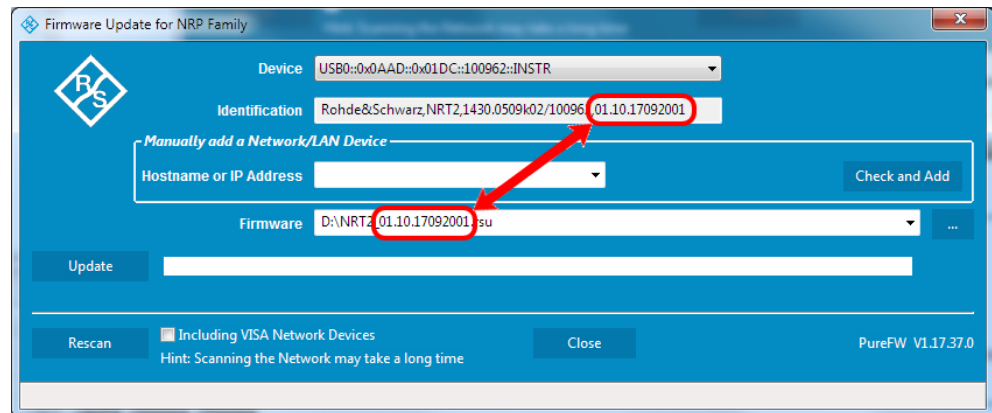 Firmware Update for NRP Family
R S
Device USB0::0x0AAD::0x01DC::100962::INSTR
Identification Rohde&Schwarz,NRT2,1430.0509k02/10096 ,01.10.17092001
Manually add a Network/LAN Device
Hostname or IP Address Check and Add
Firmware D:\NRT2_01.10.17092001.rsu ...
Update
Rescan Including VISA Network Devices Close PureFW V1.17.37.0
Hint: Scanning the Network may take a long time